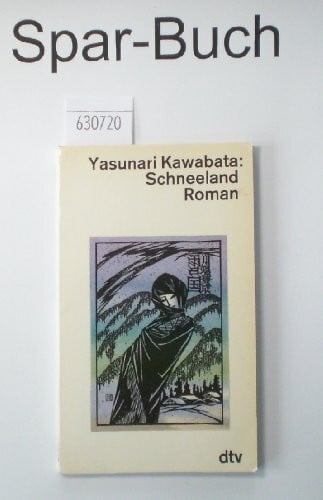 Spar-Buch
630720
Yasunari Kawabata:
Schneeland
Roman
dtv